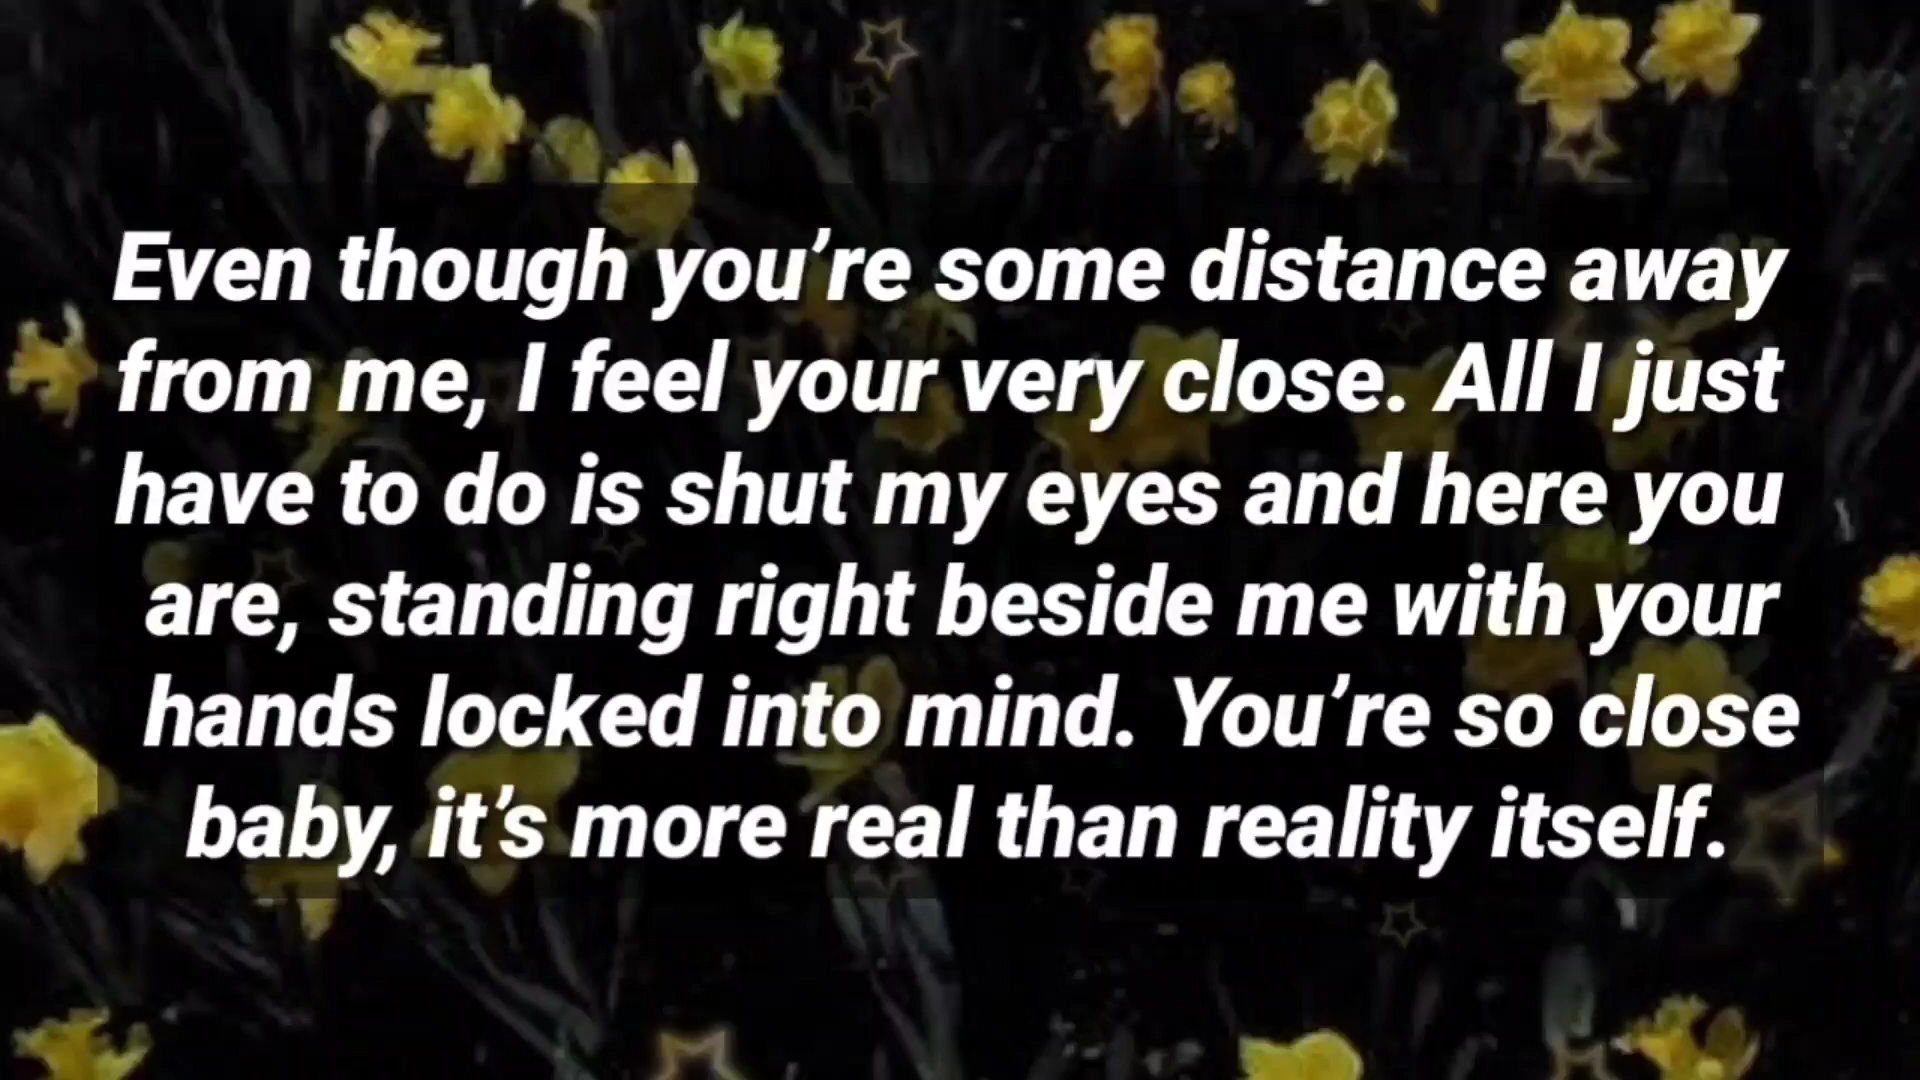 Even though you’re some distance away
from me, I feel your very close. All I just
have to do is shut my eyes and here you
are, standing right beside me with your
hands locked into mind. You’re so close
baby, it’s more real than reality itself.